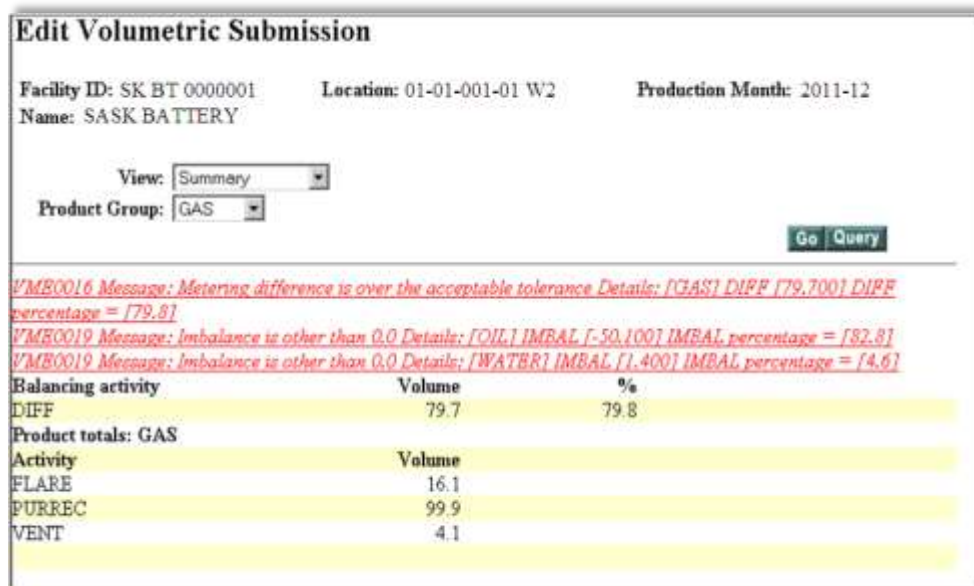 Edit Volumetric Submission
Facility ID: SK BT 0000001 Location: 01-01-001-01 W2 Production Month: 2011-12
Name: SASK BATTERY
View: Summary
Product Group: GAS
Go Query
VME0016 Message: Metering difference is over the acceptable tolerance Details: [GAS] DIFF [79.700] DIFF
percentage = [79.8]
VME0019 Message: Imbalance is other than 0.0 Details: [OIL] IMBAL [-50.100] IMBAL percentage = [82.8]
VME0019 Message: Imbalance is other than 0.0 Details: [WATER] IMBAL [1.400] IMBAL percentage = [4.6]
Balancing activity Volume %
DIFF 79.7 79.8
Product totals: GAS
Activity Volume
FLARE 16.1
PURREC 99.9
VENT 4.1